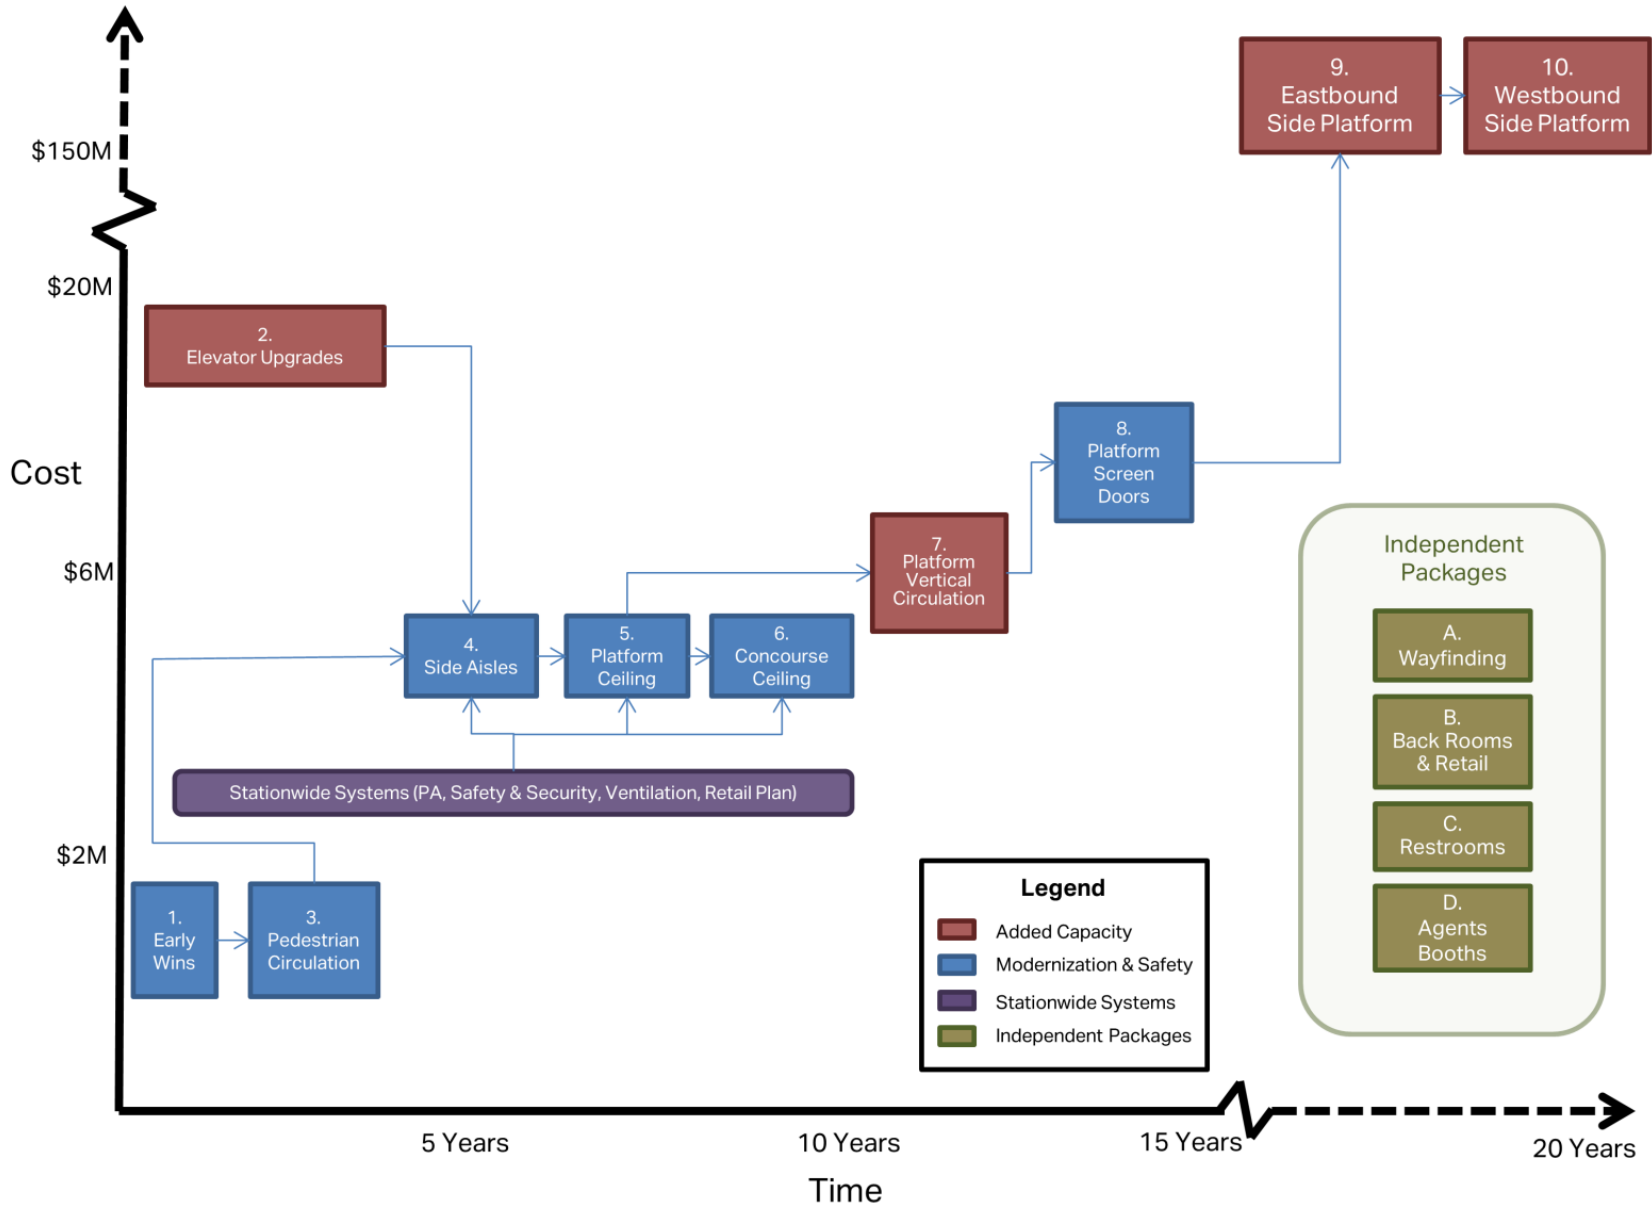 $150M
$20M
Cost
$6M
$2M
9.
Eastbound
Side Platform
10.
Westbound
Side Platform
2.
Elevator Upgrades
8.
Platform
Screen
Doors
7.
Platform
Vertical
Circulation
4.
Side Aisles
5.
Platform
Ceiling
6.
Concourse
Ceiling
Stationwide Systems (PA, Safety & Security, Ventilation, Retail Plan)
1.
Early
Wins
3.
Pedestrian
Circulation
Independent
Packages
A.
Wayfinding
B.
Back Rooms
& Retail
C.
Restrooms
D.
Agents
Booths
Legend
Added Capacity
Modernization & Safety
Stationwide Systems
Independent Packages
5 Years
10 Years
15 Years
20 Years
Time